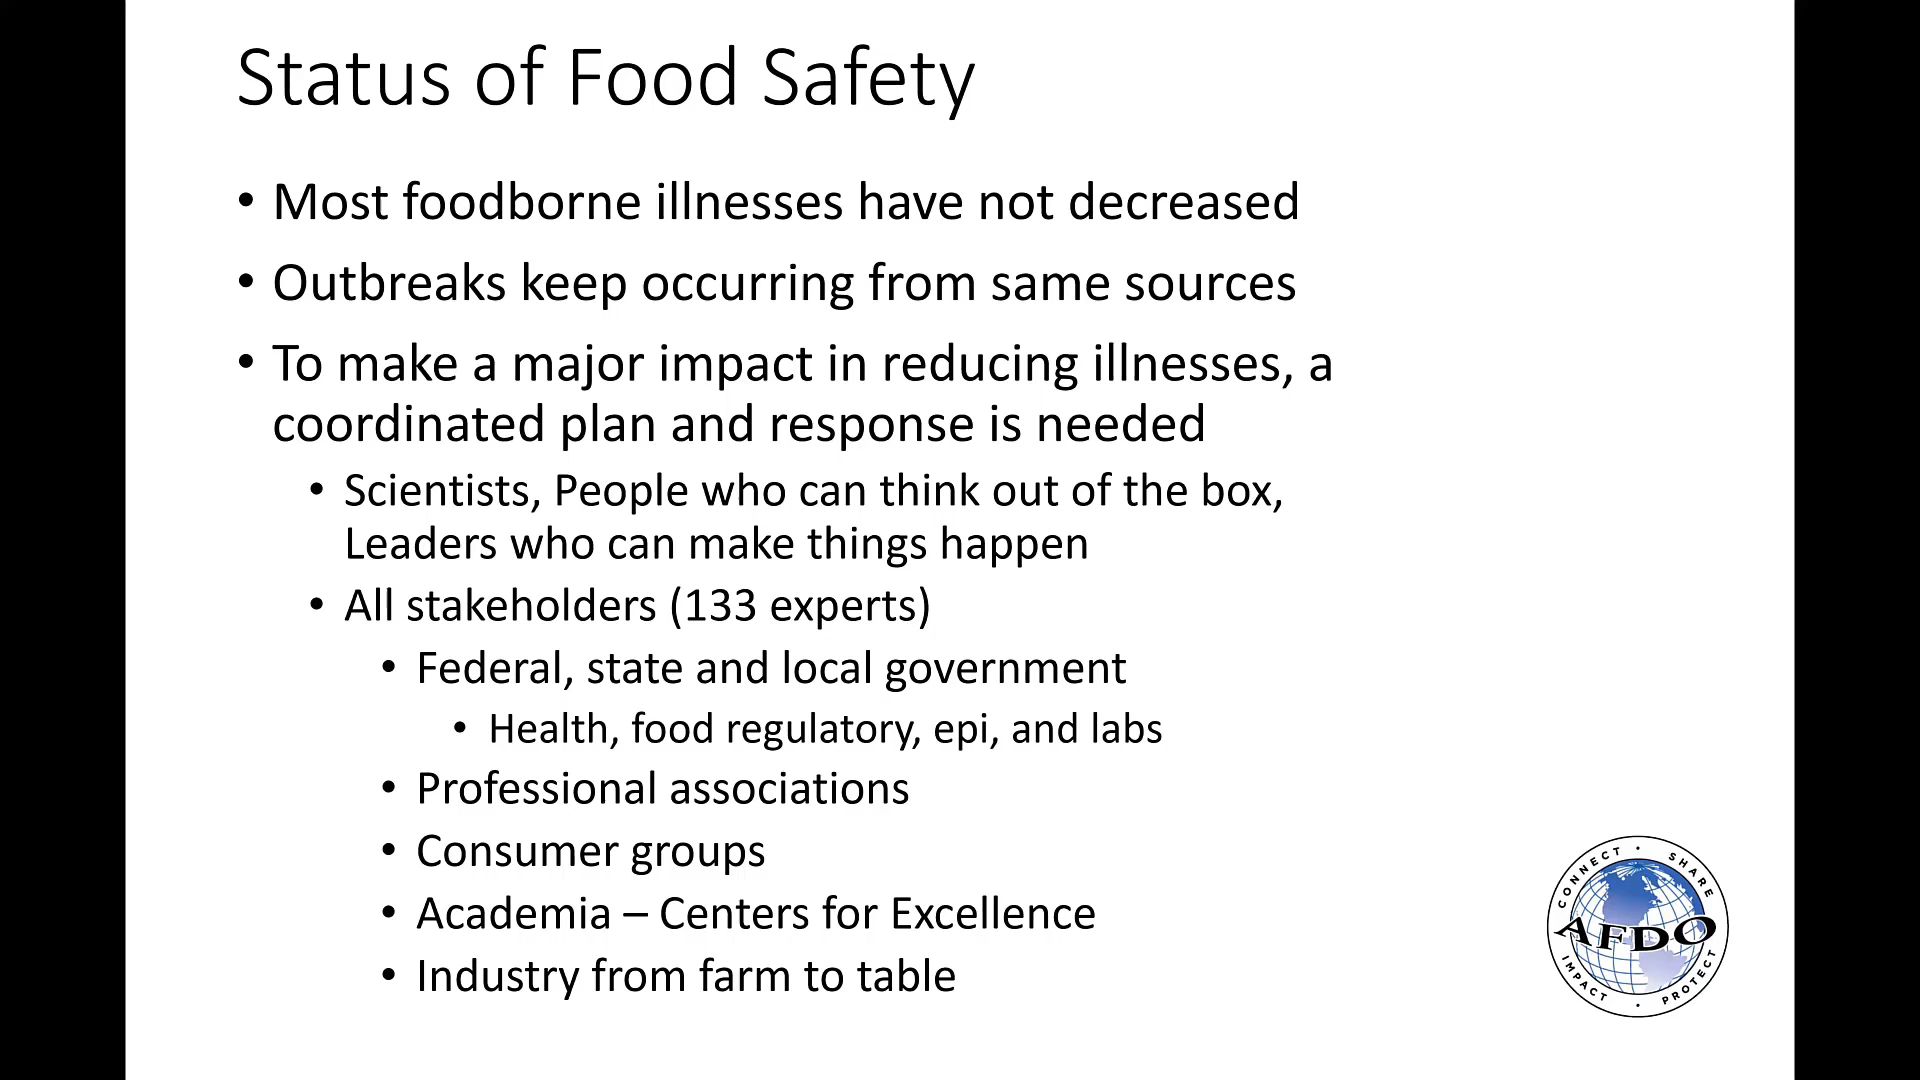 Status of Food Safety
• Most foodborne illnesses have not decreased
• Outbreaks keep occurring from same sources
• To make a major impact in reducing illnesses, a
coordinated plan and response is needed
• Scientists, People who can think out of the box,
Leaders who can make things happen
• All stakeholders (133 experts)
• Federal, state and local government
• Health, food regulatory, epi, and labs
• Professional associations
• Consumer groups
• Academia – Centers for Excellence
• Industry from farm to table
CONNECT • SHARE
AFDO
IMPACT • PROTECT